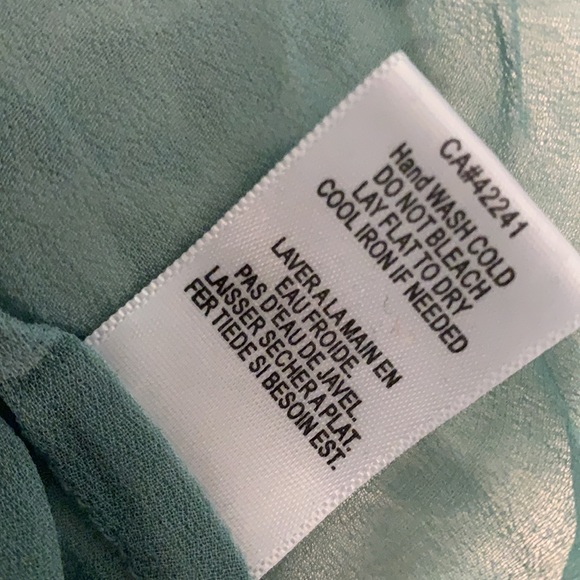 CA#42241
Hand WASH COLD
DO NOT BLEACH
LAY FLAT TO DRY
COOL IRON IF NEEDED
LAVER A LA MAIN EN
EAU FROIDE.
PAS D'EAU DE JAVEL.
LAISSER SECHER A PLAT.
FER TIEDE SI BESOIN EST.